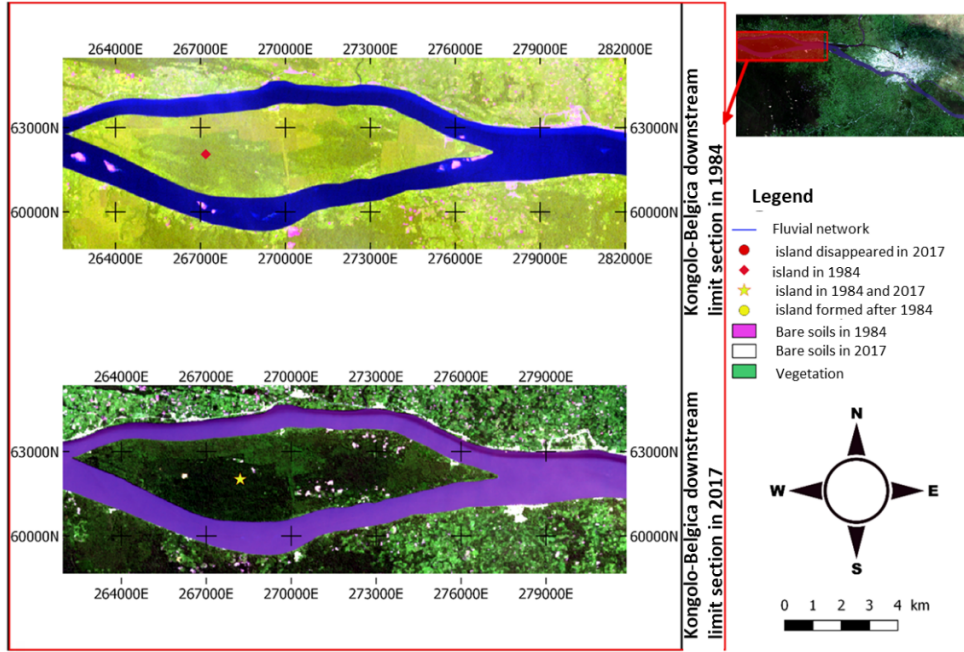 264000E 267000E 270000E 273000E 276000E 279000E 282000E
63000N 63000N
60000N 60000N
264000E 267000E 270000E 273000E 276000E 279000E 282000E
Kongolo-Belgica downstream
limit section in 1984
264000E 267000E 270000E 273000E 276000E 279000E
63000N 63000N
60000N 60000N
264000E 267000E 270000E 273000E 276000E 279000E
Kongolo-Belgica downstream
limit section in 2017
Legend
Fluvial network
island disappeared in 2017
island in 1984
island in 1984 and 2017
island formed after 1984
Bare soils in 1984
Bare soils in 2017
Vegetation
N
W E
S
0 1 2 3 4 km